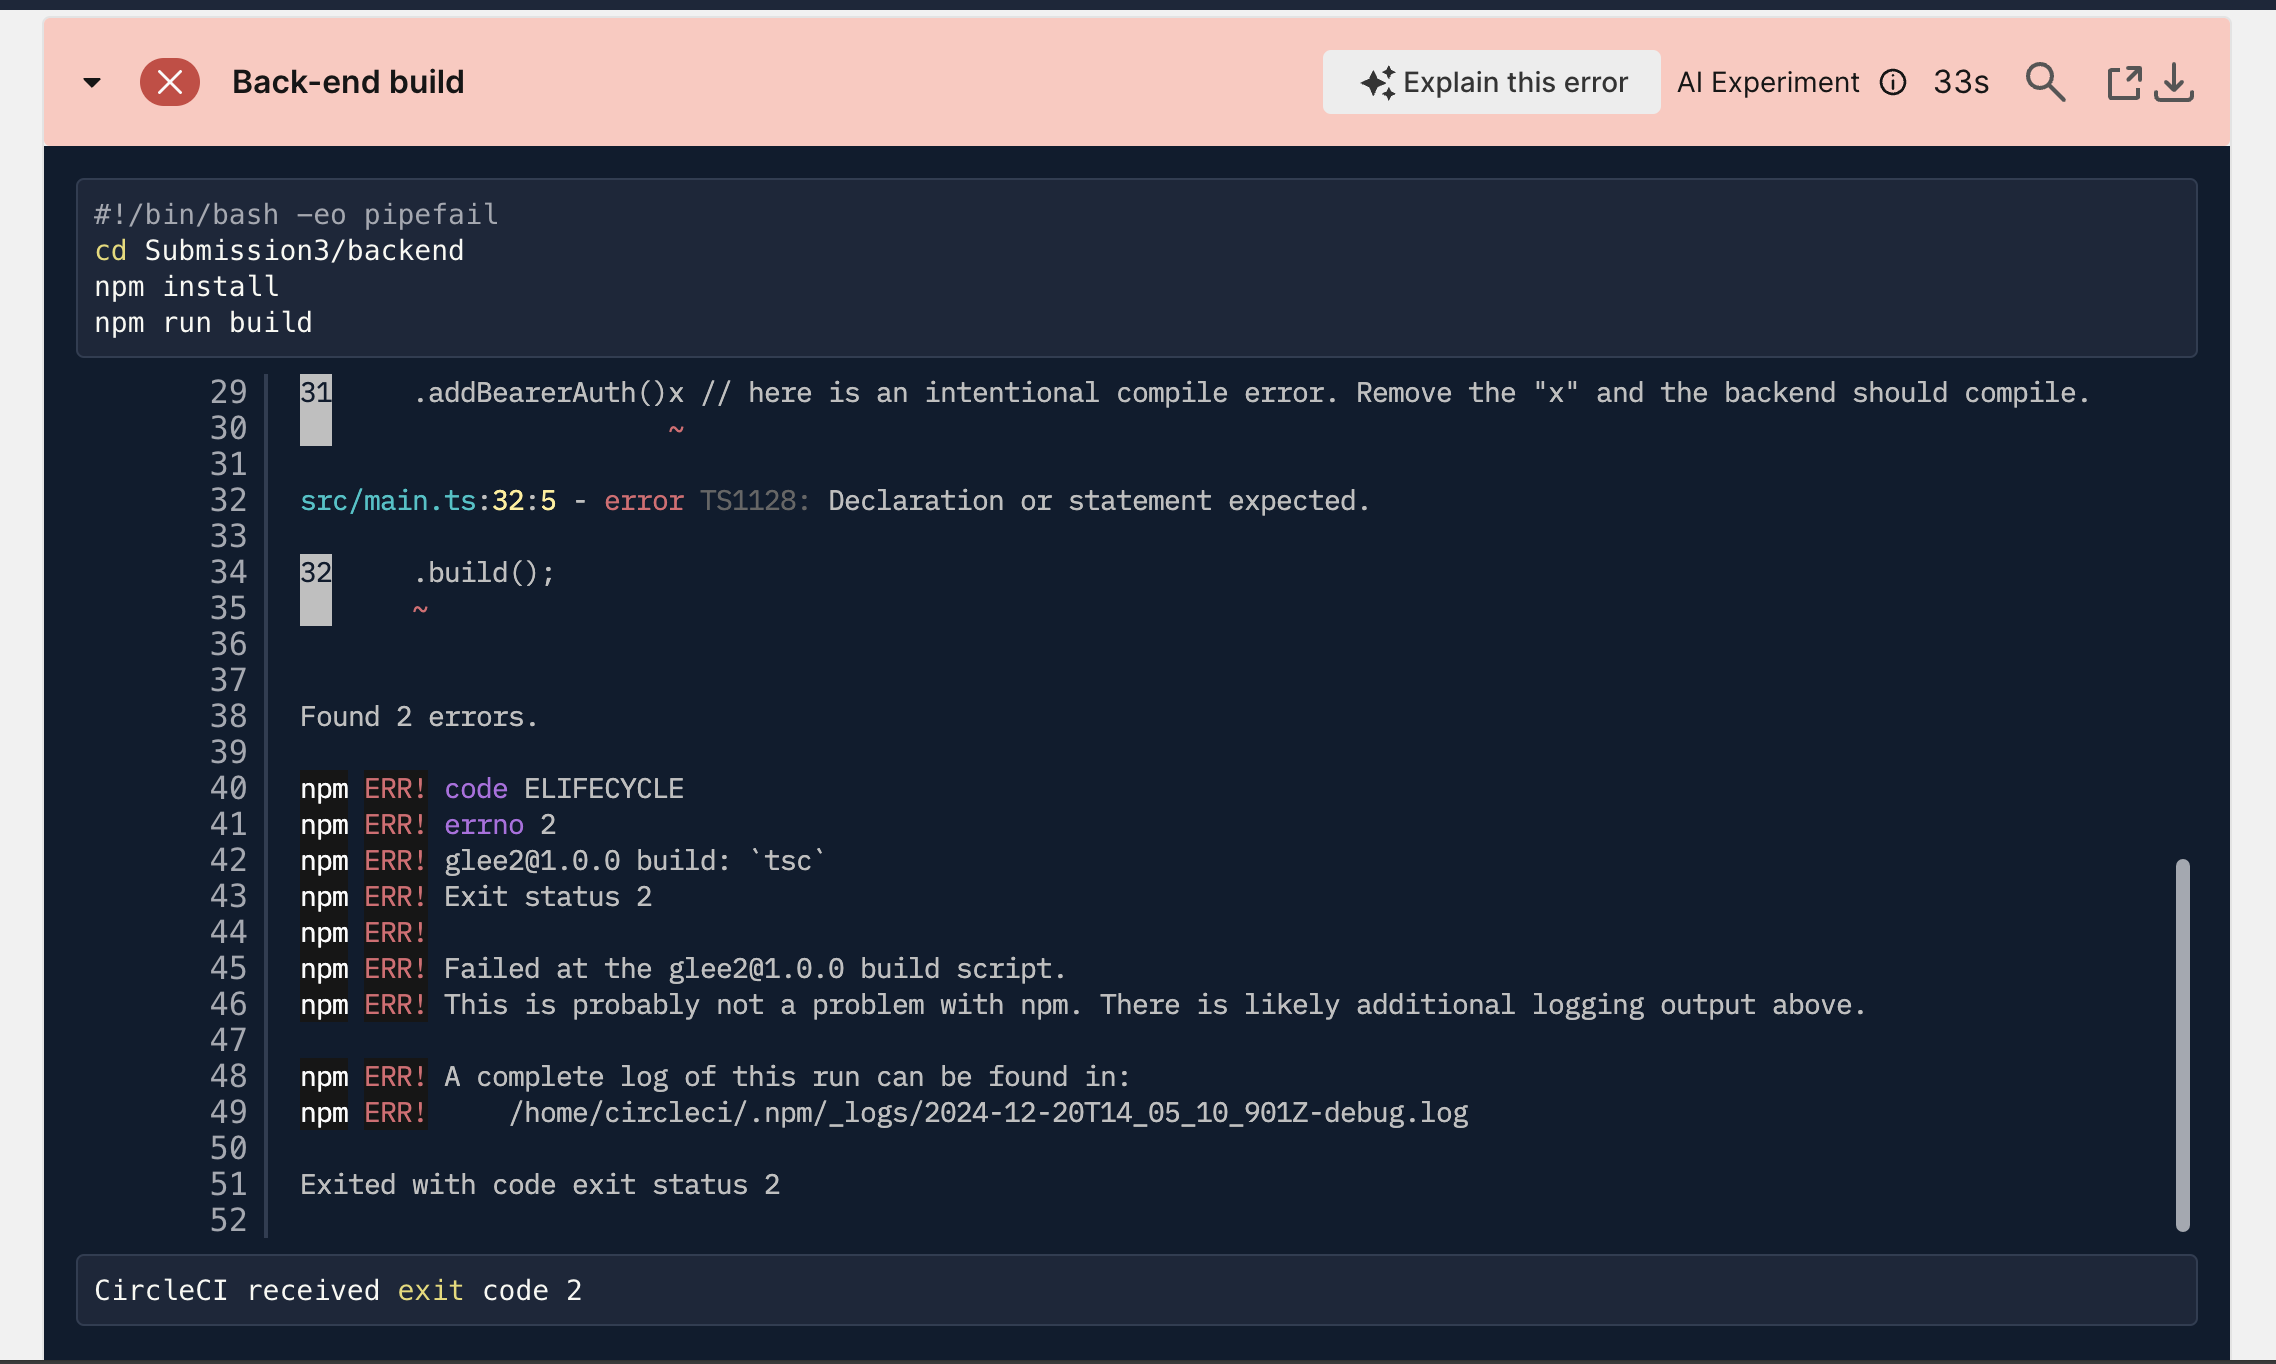 Back-end build
Explain this error AI Experiment 33s
#!/bin/bash -eo pipefail
cd Submission3/backend
npm install
npm run build
29 31     .addBearerAuth()x // here is an intentional compile error. Remove the "x" and the backend should compile.
30                        ~
31
32 src/main.ts:32:5 - error TS1128: Declaration or statement expected.
33
34 32     .build();
35        ~
36
37
38 Found 2 errors.
39
40 npm ERR! code ELIFECYCLE
41 npm ERR! errno 2
42 npm ERR! glee2@1.0.0 build: `tsc`
43 npm ERR! Exit status 2
44 npm ERR!
45 npm ERR! Failed at the glee2@1.0.0 build script.
46 npm ERR! This is probably not a problem with npm. There is likely additional logging output above.
47
48 npm ERR! A complete log of this run can be found in:
49 npm ERR!     /home/circleci/.npm/_logs/2024-12-20T14_05_10_901Z-debug.log
50
51 Exited with code exit status 2
52
CircleCI received exit code 2